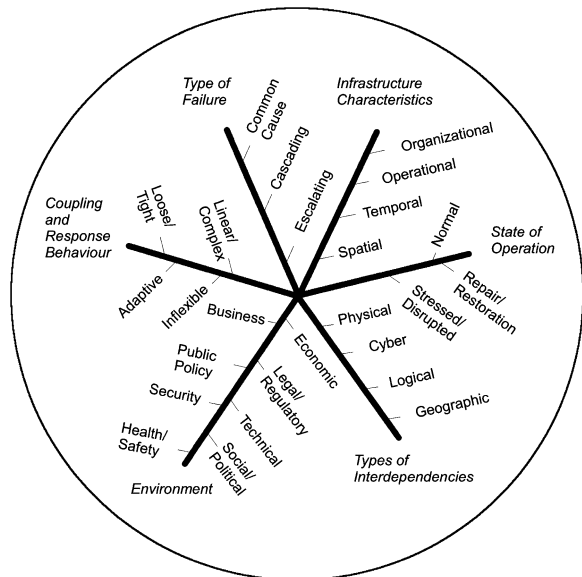 Type of
Failure
Common
Cause
Cascading
Escalating
Infrastructure
Characteristics
Organizational
Operational
Temporal
Spatial
State of
Operation
Normal
Repair/
Restoration
Stressed/
Disrupted
Types of
Interdependencies
Physical
Cyber
Logical
Geographic
Environment
Business
Public
Policy
Security
Health/
Safety
Economic
Legal/
Regulatory
Technical
Social/
Political
Coupling
and
Response
Behaviour
Loose/
Tight
Linear/
Complex
Adaptive
Inflexible